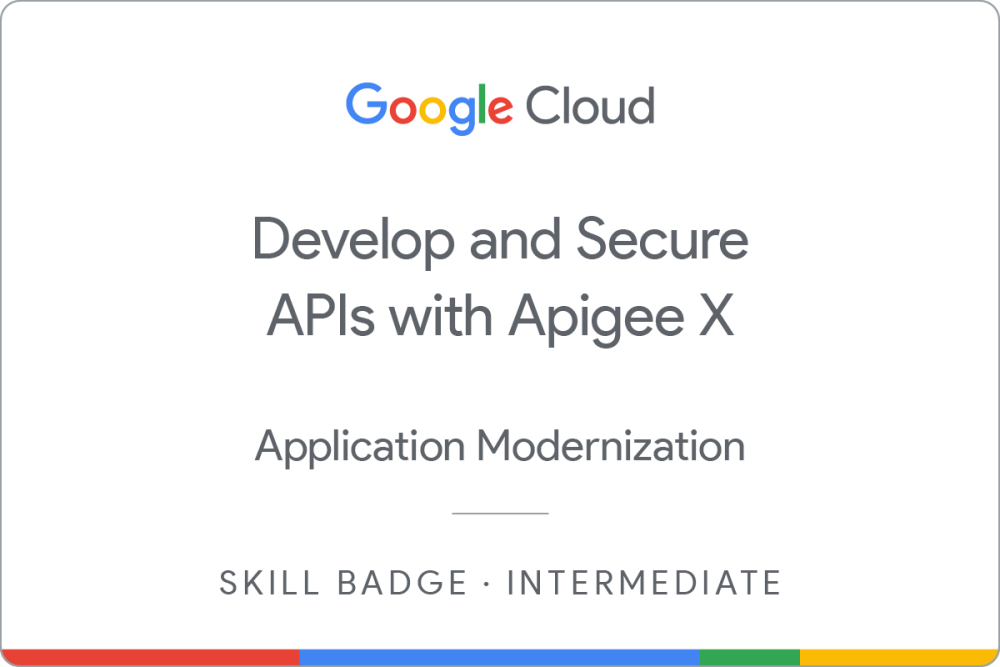 Google Cloud
Develop and Secure
APIs with Apigee X
Application Modernization
SKILL BADGE · INTERMEDIATE